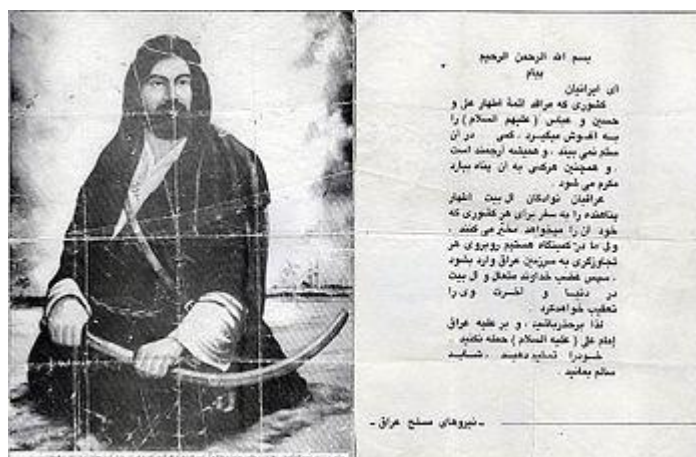 بسم الله الرحمن الرحیم
پیام
ای ایرانیان
کشوری که مراقد ائمهٔ اطهار علی و
حسین و عباس (علیهم السلام) را
به آغوش میگیرد ، کسی در آن
ستم نمی بیند ، و همیشه ارجمند است
، و همچنین هرکس به آن پناه بیارد
مکرم می شود .
عراقیان نوادگان آل بیت اطهار
پناهنده را به سفر برای هر کشوری که
خود آن را میخواهد مخیّر می کنند ،
ولی ما در کمینگاه هستیم روبروی هر
تجاوزگری به سرزمین عراق وارد بشود
، سپس غضب خداوند متعال و آل بیت
در دنیا و آخرت وی را
تعقیب خواهدکرد .
لذا برحذرباشید ، و بر علیه عراق
إمام علی (علیه السلام) حمله نکنید .
خودرا تسلیم دهید ، شاید
سالم بمانید .
ـ نیروهای مسلح عراق ـ